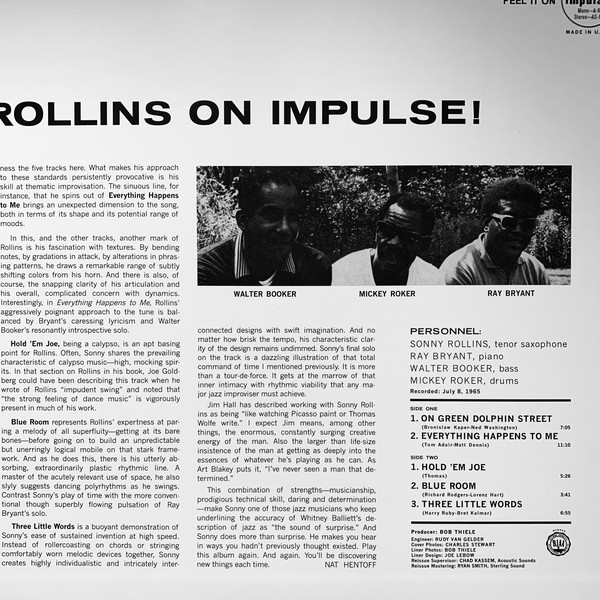 FEEL IT ON
impulse
Mono—A-9
Stereo—AS-9
MADE IN U.
ROLLINS ON IMPULSE!
ness the five tracks here. What makes his approach
to these standards persistently provocative is his
skill at thematic improvisation. The sinuous line, for
instance, that he spins out of Everything Happens
to Me brings an unexpected dimension to the song,
both in terms of its shape and its potential range of
moods.
In this, and the other tracks, another mark of
Rollins is his fascination with textures. By bending
notes, by gradations in attack, by alterations in phras-
ing patterns, he draws a remarkable range of subtly
shifting colors from his horn. And there is also, of
course, the snapping clarity of his articulation and
his overall, complicated concern with dynamics.
Interestingly, in Everything Happens to Me, Rollins'
aggressively poignant approach to the tune is bal-
anced by Bryant's caressing lyricism and Walter
Booker's resonantly introspective solo.
Hold 'Em Joe, being a calypso, is an apt basing
point for Rollins. Often, Sonny shares the prevailing
characteristic of calypso music—high, mocking spir-
its. In that section on Rollins in his book, Joe Gold-
berg could have been describing this track when he
wrote of Rollins "impudent swing" and noted that
"the strong feeling of dance music" is vigorously
present in much of his work.
Blue Room represents Rollins' expertness at par-
ing a melody of all superfluity—getting at its bare
bones—before going on to build an unpredictable
but unerringly logical mobile on that stark frame-
work. And as he does this, there is his utterly ab-
sorbing, extraordinarily plastic rhythmic line. A
master of the acutely relevant use of space, he also
slyly suggests dancing polyrhythms as he swings.
Contrast Sonny's play of time with the more conven-
tional though superbly flowing pulsation of Ray
Bryant's solo.
Three Little Words is a buoyant demonstration of
Sonny's ease of sustained invention at high speed.
Instead of rollercoasting on chords or stringing
comfortably worn melodic devices together, Sonny
creates highly individualistic and intricately inter-
WALTER BOOKER
MICKEY ROKER
RAY BRYANT
connected designs with swift imagination. And no
matter how brisk the tempo, his characteristic clar-
ity of the design remains undimmed. Sonny's final solo
on the track is a dazzling illustration of that total
command of time I mentioned previously. It is more
than a tour-de-force. It gets at the marrow of that
inner intimacy with rhythmic viability that any ma-
jor jazz improviser must achieve.
Jim Hall has described working with Sonny Roll-
ins as being "like watching Picasso paint or Thomas
Wolfe write." I expect Jim means, among other
things, the enormous, constantly surging creative
energy of the man. Also the larger than life-size
insistence of the man at getting as deeply into the
essences of whatever he's playing as he can. As
Art Blakey puts it, "I've never seen a man that de-
termined."
This combination of strengths—musicianship,
prodigious technical skill, daring and determination
—make Sonny one of those jazz musicians who keep
underlining the accuracy of Whitney Balliett's de-
scription of jazz as "the sound of surprise." And
Sonny does more than surprise. He makes you hear
in ways you hadn't previously thought existed. Play
this album again. And again. You'll be discovering
new things each time. NAT HENTOFF
PERSONNEL:
SONNY ROLLINS, tenor saxophone
RAY BRYANT, piano
WALTER BOOKER, bass
MICKEY ROKER, drums
Recorded: July 8, 1965
SIDE ONE
1. ON GREEN DOLPHIN STREET
(Bronislaw Kaper-Ned Washington) 7:05
2. EVERYTHING HAPPENS TO ME
(Tom Adair-Matt Dennis) 11:10
SIDE TWO
1. HOLD 'EM JOE
(Thomas) 5:26
2. BLUE ROOM
(Richard Rodgers-Lorenz Hart) 3:41
3. THREE LITTLE WORDS
(Harry Ruby-Bret Kalmar) 6:55
Producer: BOB THIELE
Engineer: RUDY VAN GELDER
Cover Photos: CHARLES STEWART
Liner Photos: BOB THIELE
Liner Design: JOE LEBOW
Reissue Supervisor: CHAD KASSEM, Acoustic Sounds
Reissue Mastering: RYAN SMITH, Sterling Sound